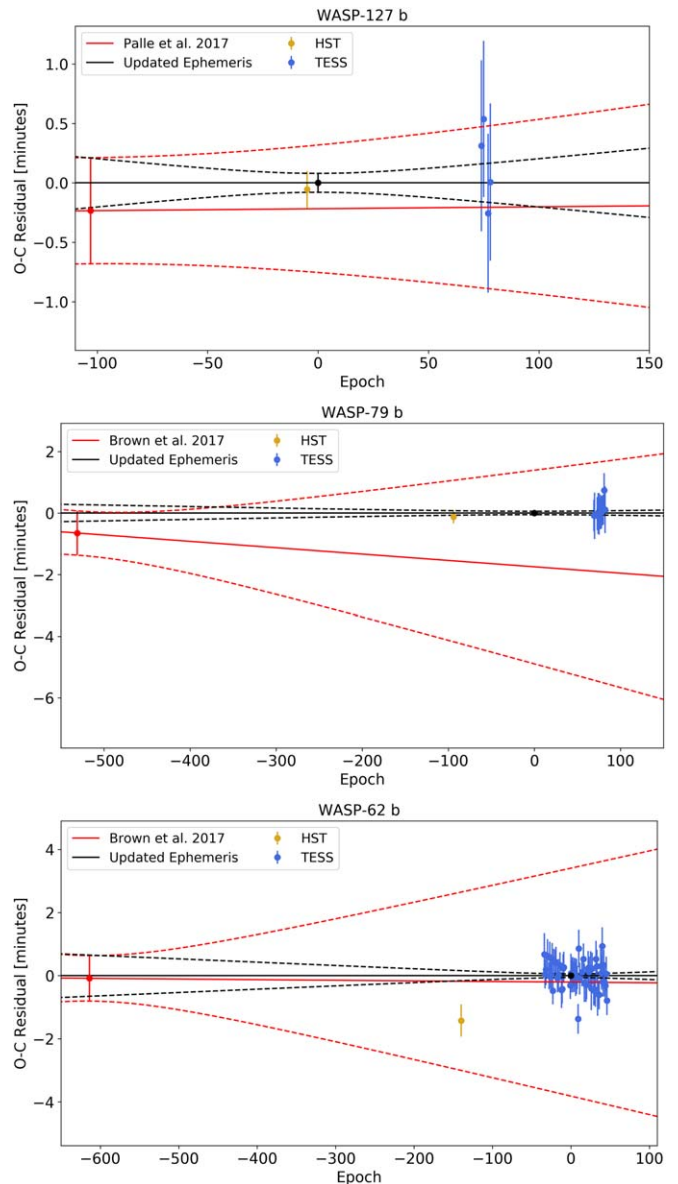 WASP-127 b
Palle et al. 2017 HST
Updated Ephemeris TESS
1.0
0.5
0.0
−0.5
−1.0
O-C Residual [minutes]
−100 −50 0 50 100 150
Epoch
WASP-79 b
Brown et al. 2017 HST
Updated Ephemeris TESS
2
0
−2
−4
−6
O-C Residual [minutes]
−500 −400 −300 −200 −100 0 100
Epoch
WASP-62 b
Brown et al. 2017 HST
Updated Ephemeris TESS
4
2
0
−2
−4
O-C Residual [minutes]
−600 −500 −400 −300 −200 −100 0 100
Epoch